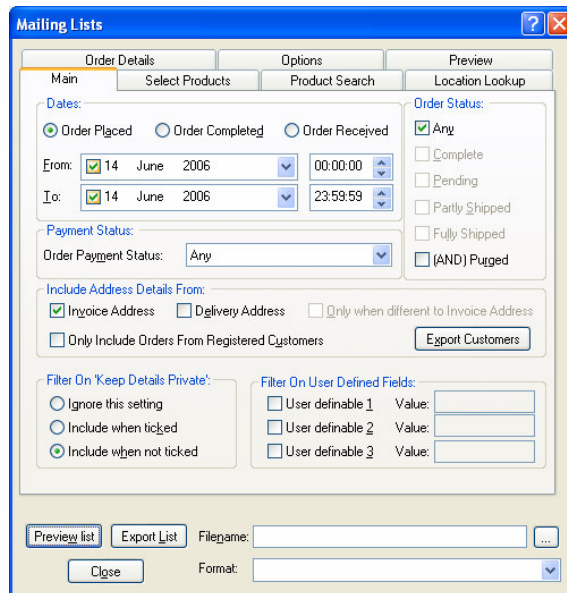 Mailing Lists
Order Details Options Preview
Main Select Products Product Search Location Lookup
Dates:
Order Placed Order Completed Order Received
From: 14 June 2006 00:00:00
To: 14 June 2006 23:59:59
Order Status:
Any
Complete
Pending
Partly Shipped
Fully Shipped
(AND) Purged
Payment Status:
Order Payment Status: Any
Include Address Details From:
Invoice Address Delivery Address Only when different to Invoice Address
Only Include Orders From Registered Customers Export Customers
Filter On 'Keep Details Private':
Ignore this setting
Include when ticked
Include when not ticked
Filter On User Defined Fields:
User definable 1 Value:
User definable 2 Value:
User definable 3 Value:
Preview list Export List Filename: ...
Close Format: